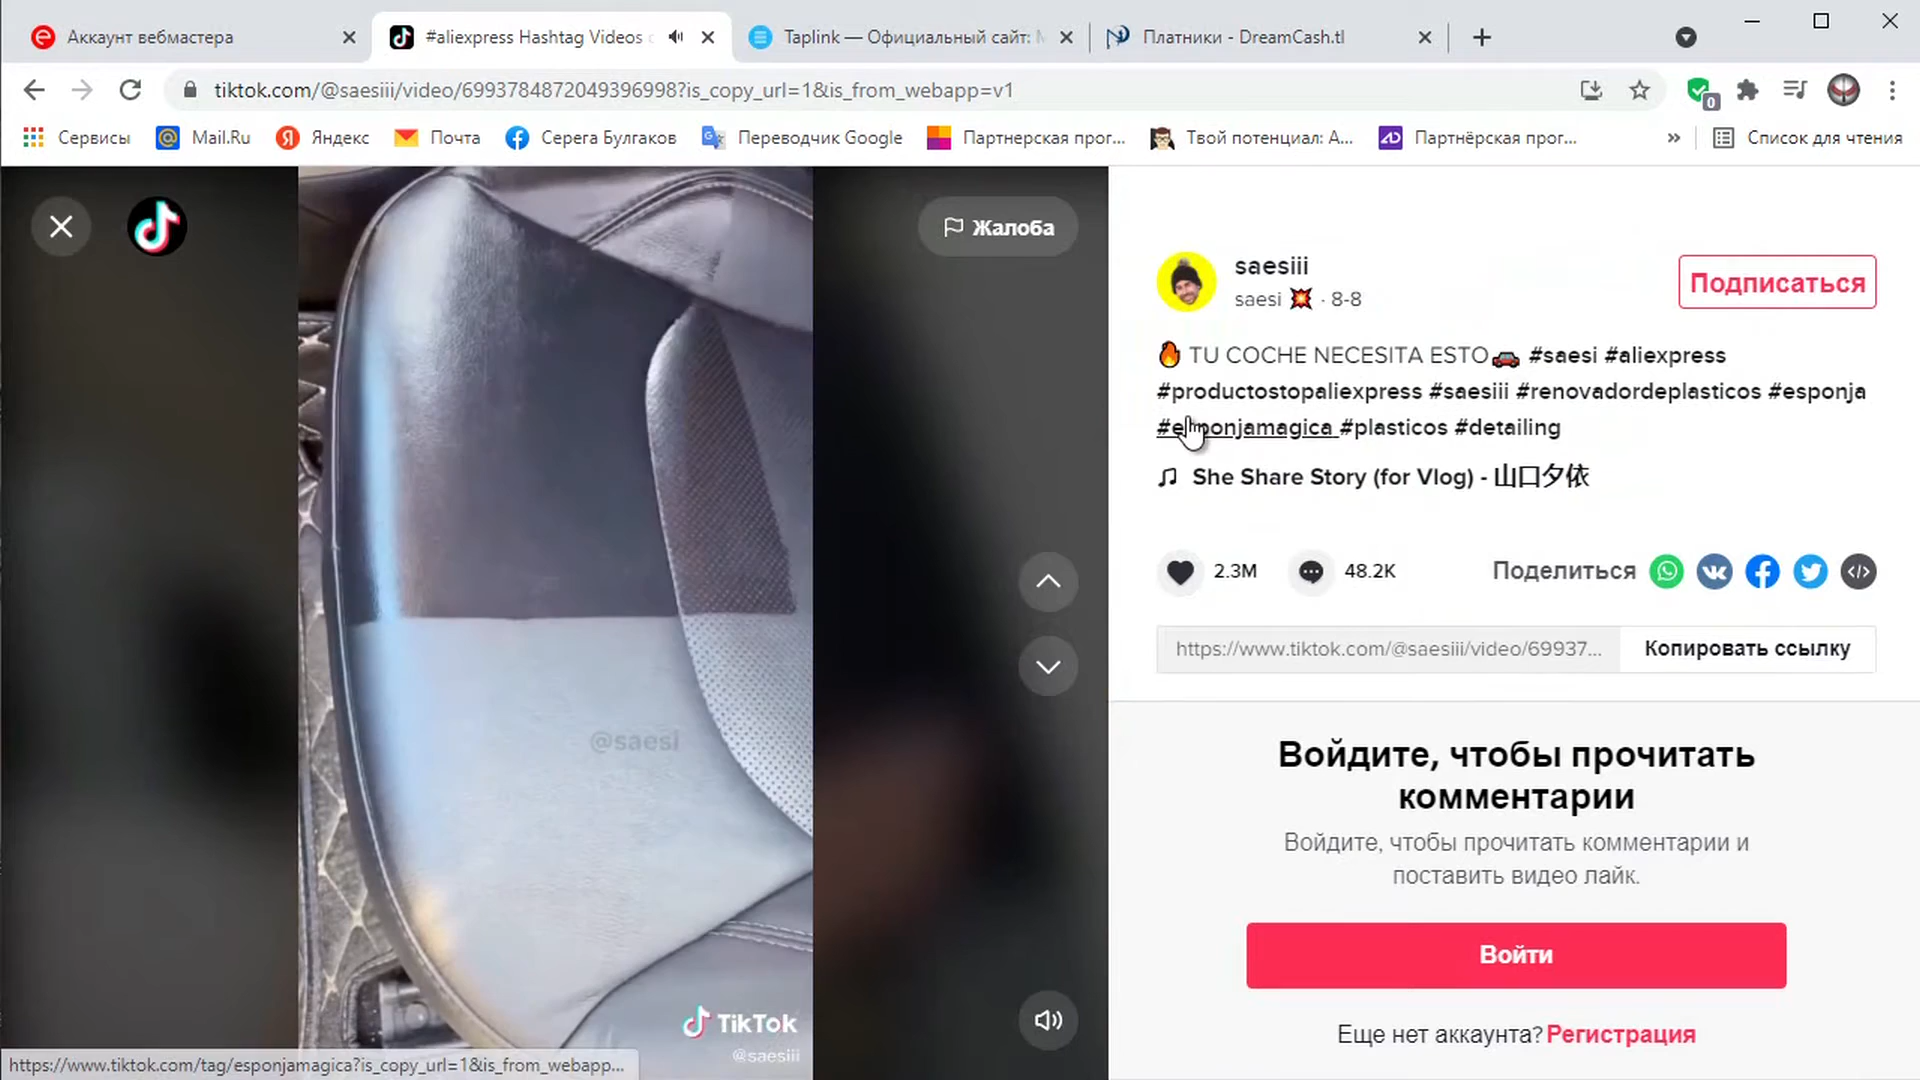 Аккаунт вебмастера
#aliexpress Hashtag Videos
Taplink — Официальный сайт:
Платники - DreamCash.tl
tiktok.com/@saesiii/video/6993784872049396998?is_copy_url=1&is_from_webapp=v1
0
Сервисы
Mail.Ru
Яндекс
Почта
Серега Булгаков
Переводчик Google
Партнерская прог...
Твой потенциал: А...
Партнёрская прог...
»
Список для чтения
Жалоба
saesiii
saesi 💥 · 8-8
Подписаться
🔥 TU COCHE NECESITA ESTO🚗 #saesi #aliexpress
#productostopaliexpress #saesiii #renovadordeplasticos #esponja
#esponjamagica #plasticos #detailing
She Share Story (for Vlog) - 山口夕依
2.3M
48.2K
Поделиться
https://www.tiktok.com/@saesiii/video/69937...
Копировать ссылку
@saesi
TikTok
@saesiii
Войдите, чтобы прочитать
комментарии
Войдите, чтобы прочитать комментарии и
поставить видео лайк.
Войти
Еще нет аккаунта? Регистрация
https://www.tiktok.com/tag/esponjamagica?is_copy_url=1&is_from_webapp...